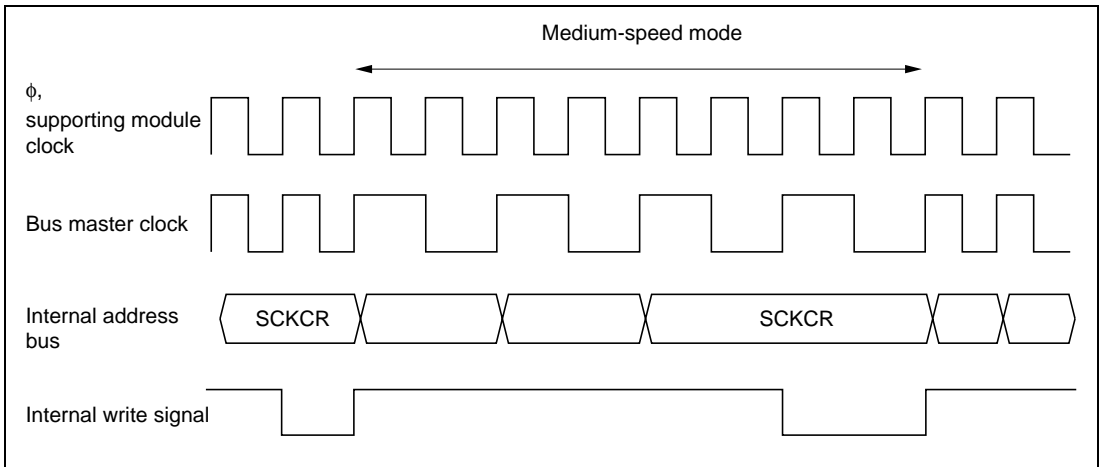 Medium-speed mode
ϕ,
supporting module
clock
Bus master clock
Internal address
bus
SCKCR
SCKCR
Internal write signal